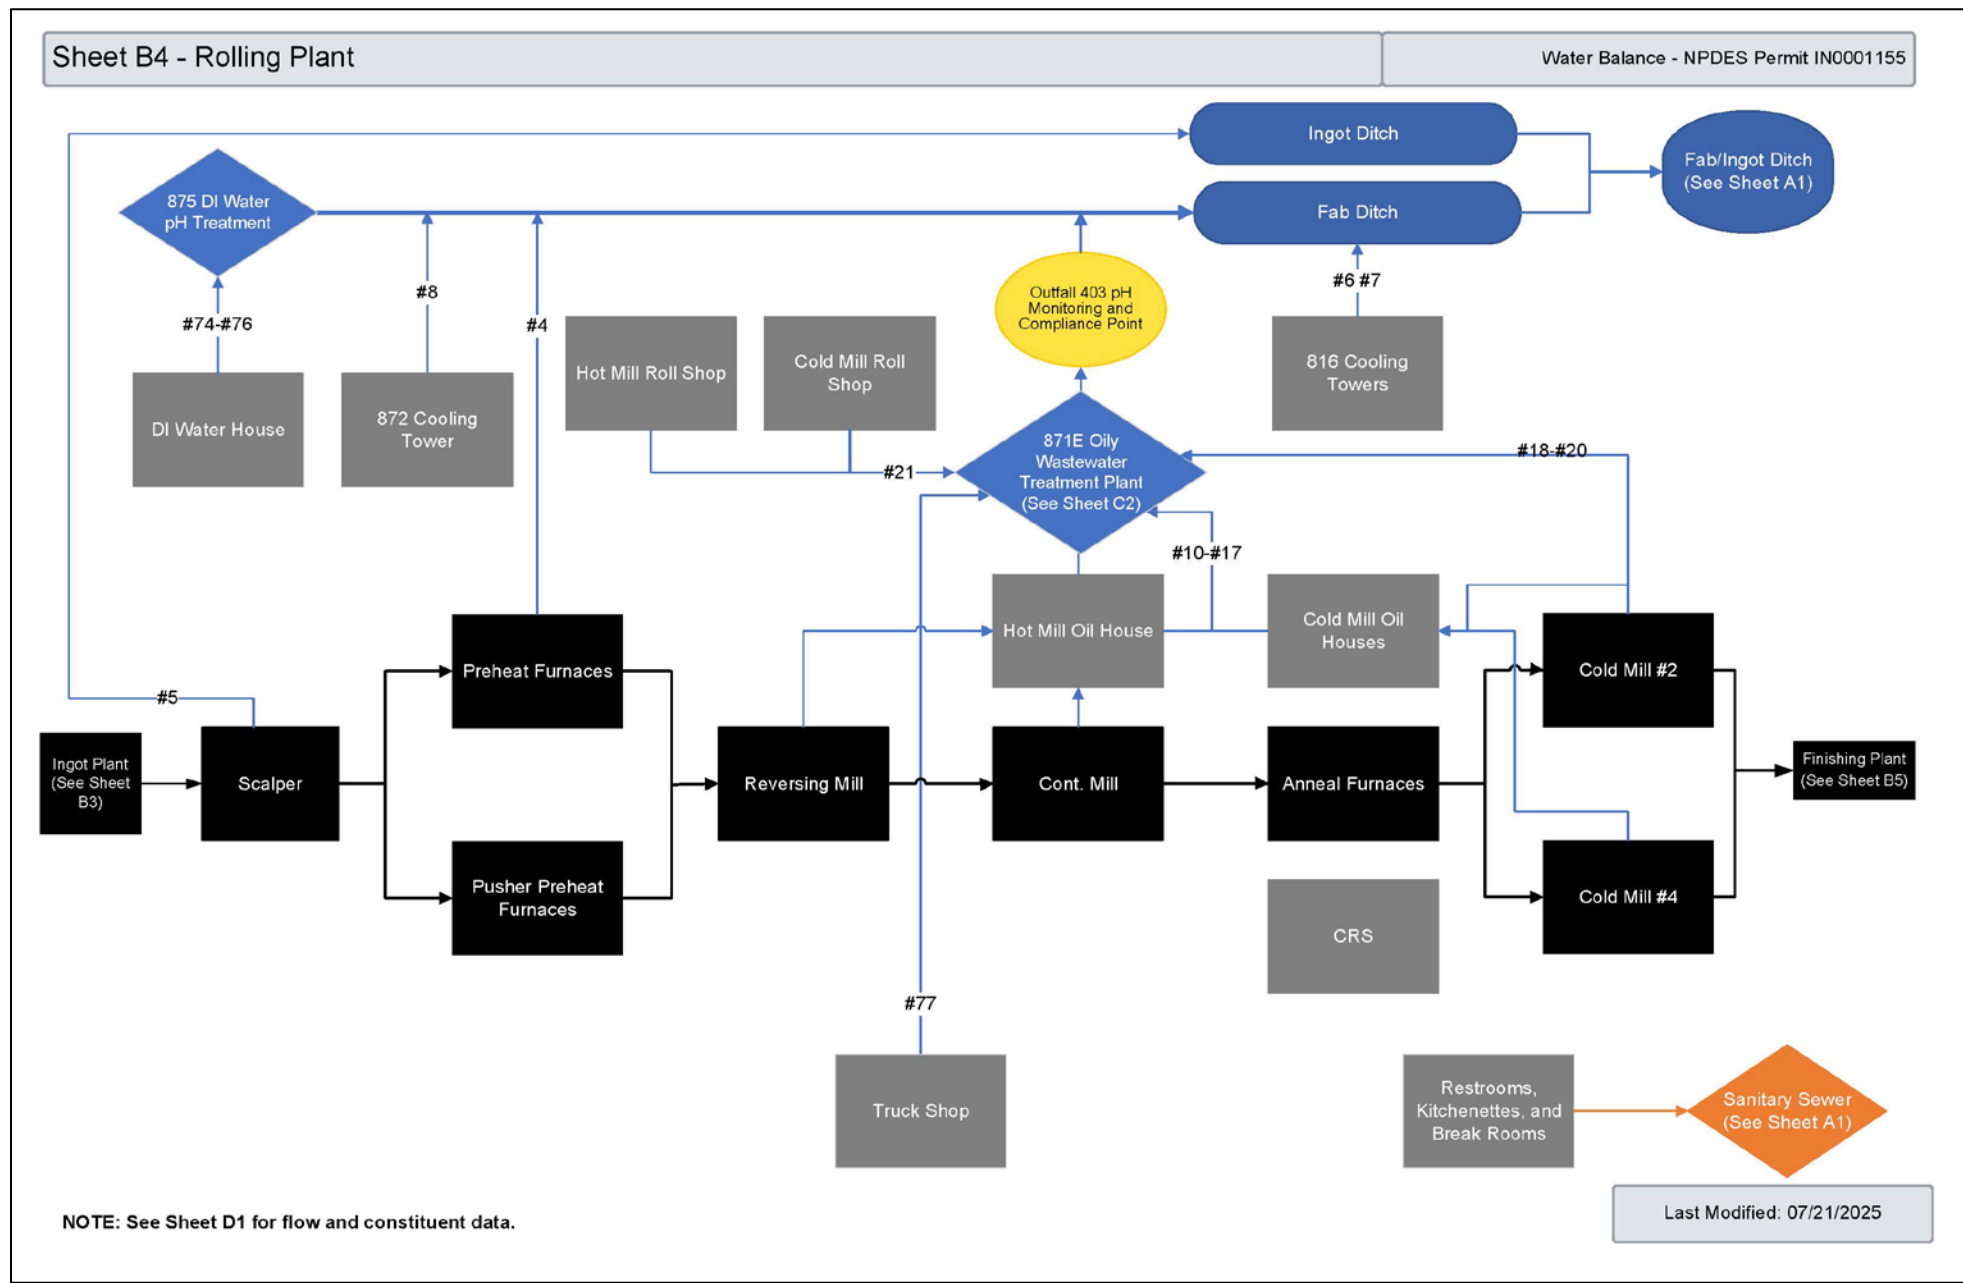 Sheet B4 - Rolling Plant
Water Balance - NPDES Permit IN0001155
Ingot Ditch
Fab/Ingot Ditch
(See Sheet A1)
875 DI Water
pH Treatment
Fab Ditch
#8
#4
#6 #7
#74-#76
Outfall 403 pH
Monitoring and
Compliance Point
DI Water House
872 Cooling
Tower
Hot Mill Roll Shop
Cold Mill Roll
Shop
816 Cooling
Towers
#21
871E Oily
Wastewater
Treatment Plant
(See Sheet C2)
#18-#20
#10-#17
Hot Mill Oil House
Cold Mill Oil
Houses
Preheat Furnaces
Cold Mill #2
#5
Ingot Plant
(See Sheet
B3)
Scalper
Reversing Mill
Cont. Mill
Anneal Furnaces
Finishing Plant
(See Sheet B5)
Pusher Preheat
Furnaces
Cold Mill #4
CRS
#77
Truck Shop
Restrooms,
Kitchenettes, and
Break Rooms
Sanitary Sewer
(See Sheet A1)
NOTE: See Sheet D1 for flow and constituent data.
Last Modified: 07/21/2025